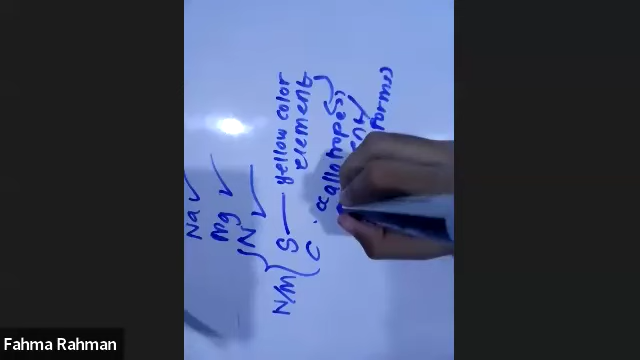 Na ✓
Mg ✓
N ✓
N/M { S — yellow color
element
C
allotropes
forms)
Fahma Rahman